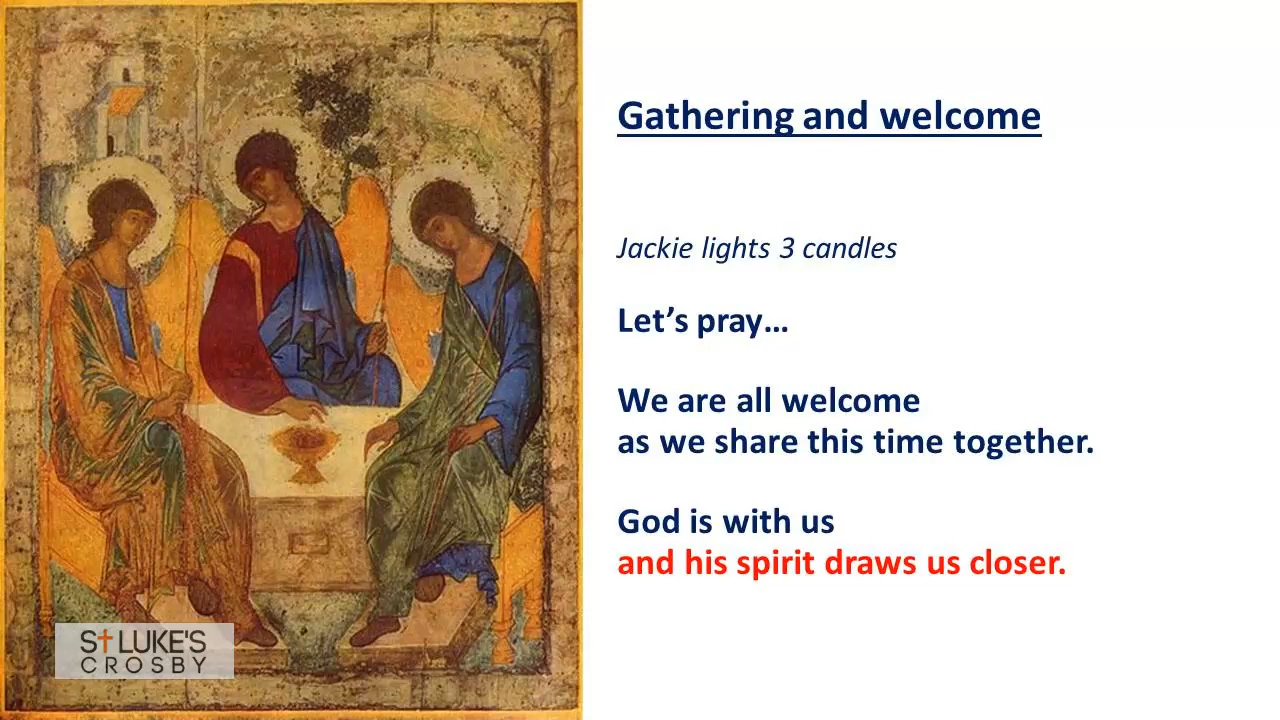 Gathering and welcome
Jackie lights 3 candles
Let’s pray…
We are all welcome
as we share this time together.
God is with us
and his spirit draws us closer.
ST LUKE'S
CROSBY